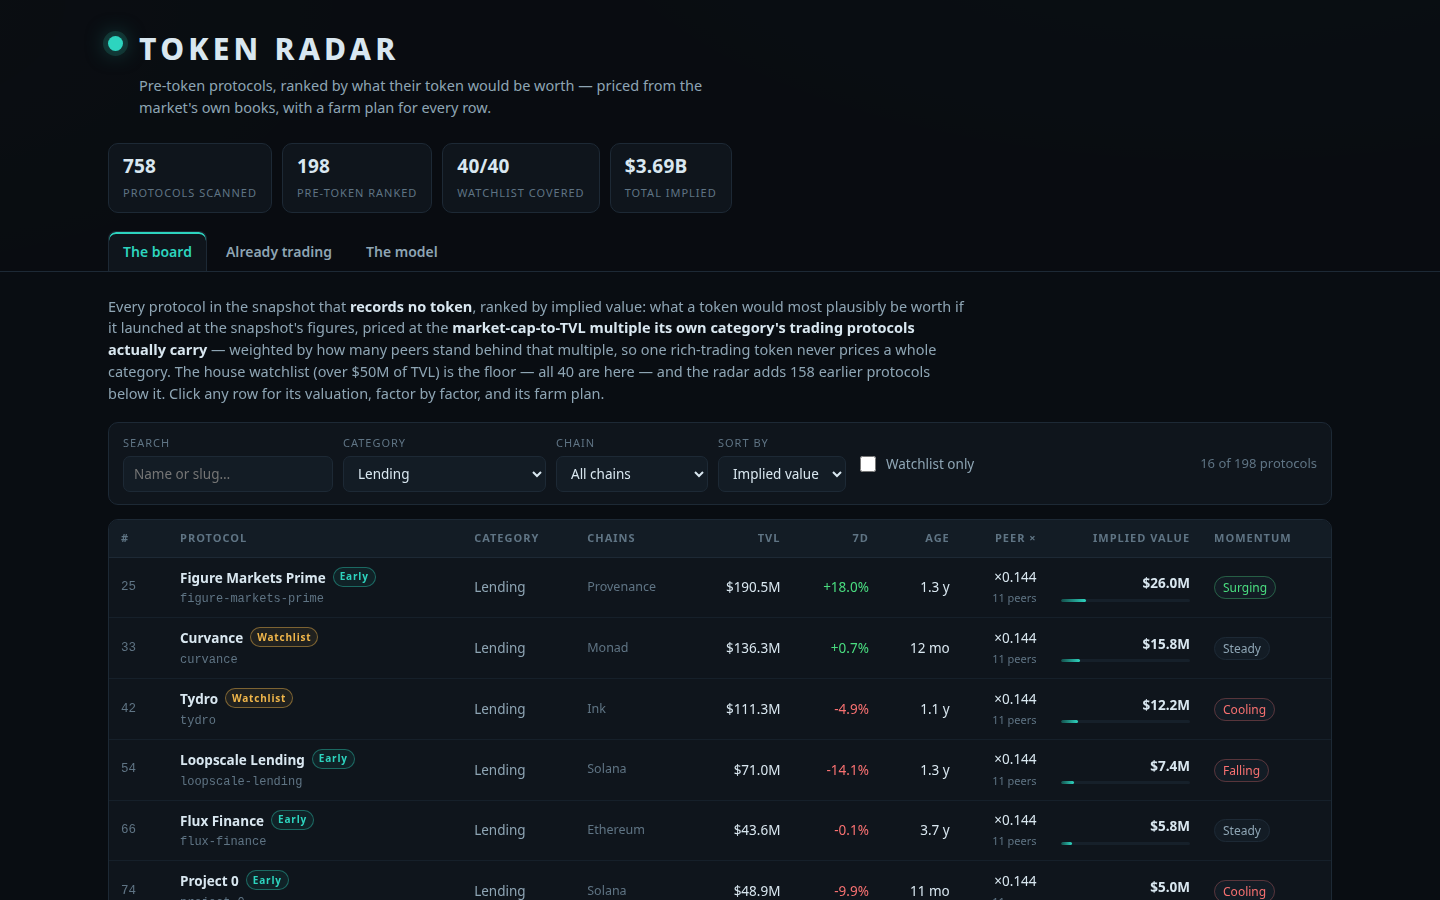 TOKEN RADAR
Pre-token protocols, ranked by what their token would be worth — priced from the
market's own books, with a farm plan for every row.
758 198 40/40 $3.69B
PROTOCOLS SCANNED PRE-TOKEN RANKED WATCHLIST COVERED TOTAL IMPLIED
The board Already trading The model
Every protocol in the snapshot that records no token, ranked by implied value: what a token would most plausibly be worth if
it launched at the snapshot's figures, priced at the market-cap-to-TVL multiple its own category's trading protocols
actually carry — weighted by how many peers stand behind that multiple, so one rich-trading token never prices a whole
category. The house watchlist (over $50M of TVL) is the floor — all 40 are here — and the radar adds 158 earlier protocols
below it. Click any row for its valuation, factor by factor, and its farm plan.
SEARCH CATEGORY CHAIN SORT BY
Name or slug... Lending All chains Implied value Watchlist only 16 of 198 protocols
# PROTOCOL CATEGORY CHAINS TVL 7D AGE PEER × IMPLIED VALUE MOMENTUM
25 Figure Markets Prime Early Lending Provenance $190.5M +18.0% 1.3 y ×0.144 $26.0M Surging
figure-markets-prime 11 peers
33 Curvance Watchlist Lending Monad $136.3M +0.7% 12 mo ×0.144 $15.8M Steady
curvance 11 peers
42 Tydro Watchlist Lending Ink $111.3M -4.9% 1.1 y ×0.144 $12.2M Cooling
tydro 11 peers
54 Loopscale Lending Early Lending Solana $71.0M -14.1% 1.3 y ×0.144 $7.4M Falling
loopscale-lending 11 peers
66 Flux Finance Early Lending Ethereum $43.6M -0.1% 3.7 y ×0.144 $5.8M Steady
flux-finance 11 peers
74 Project 0 Early Lending Solana $48.9M -9.9% 11 mo ×0.144 $5.0M Cooling